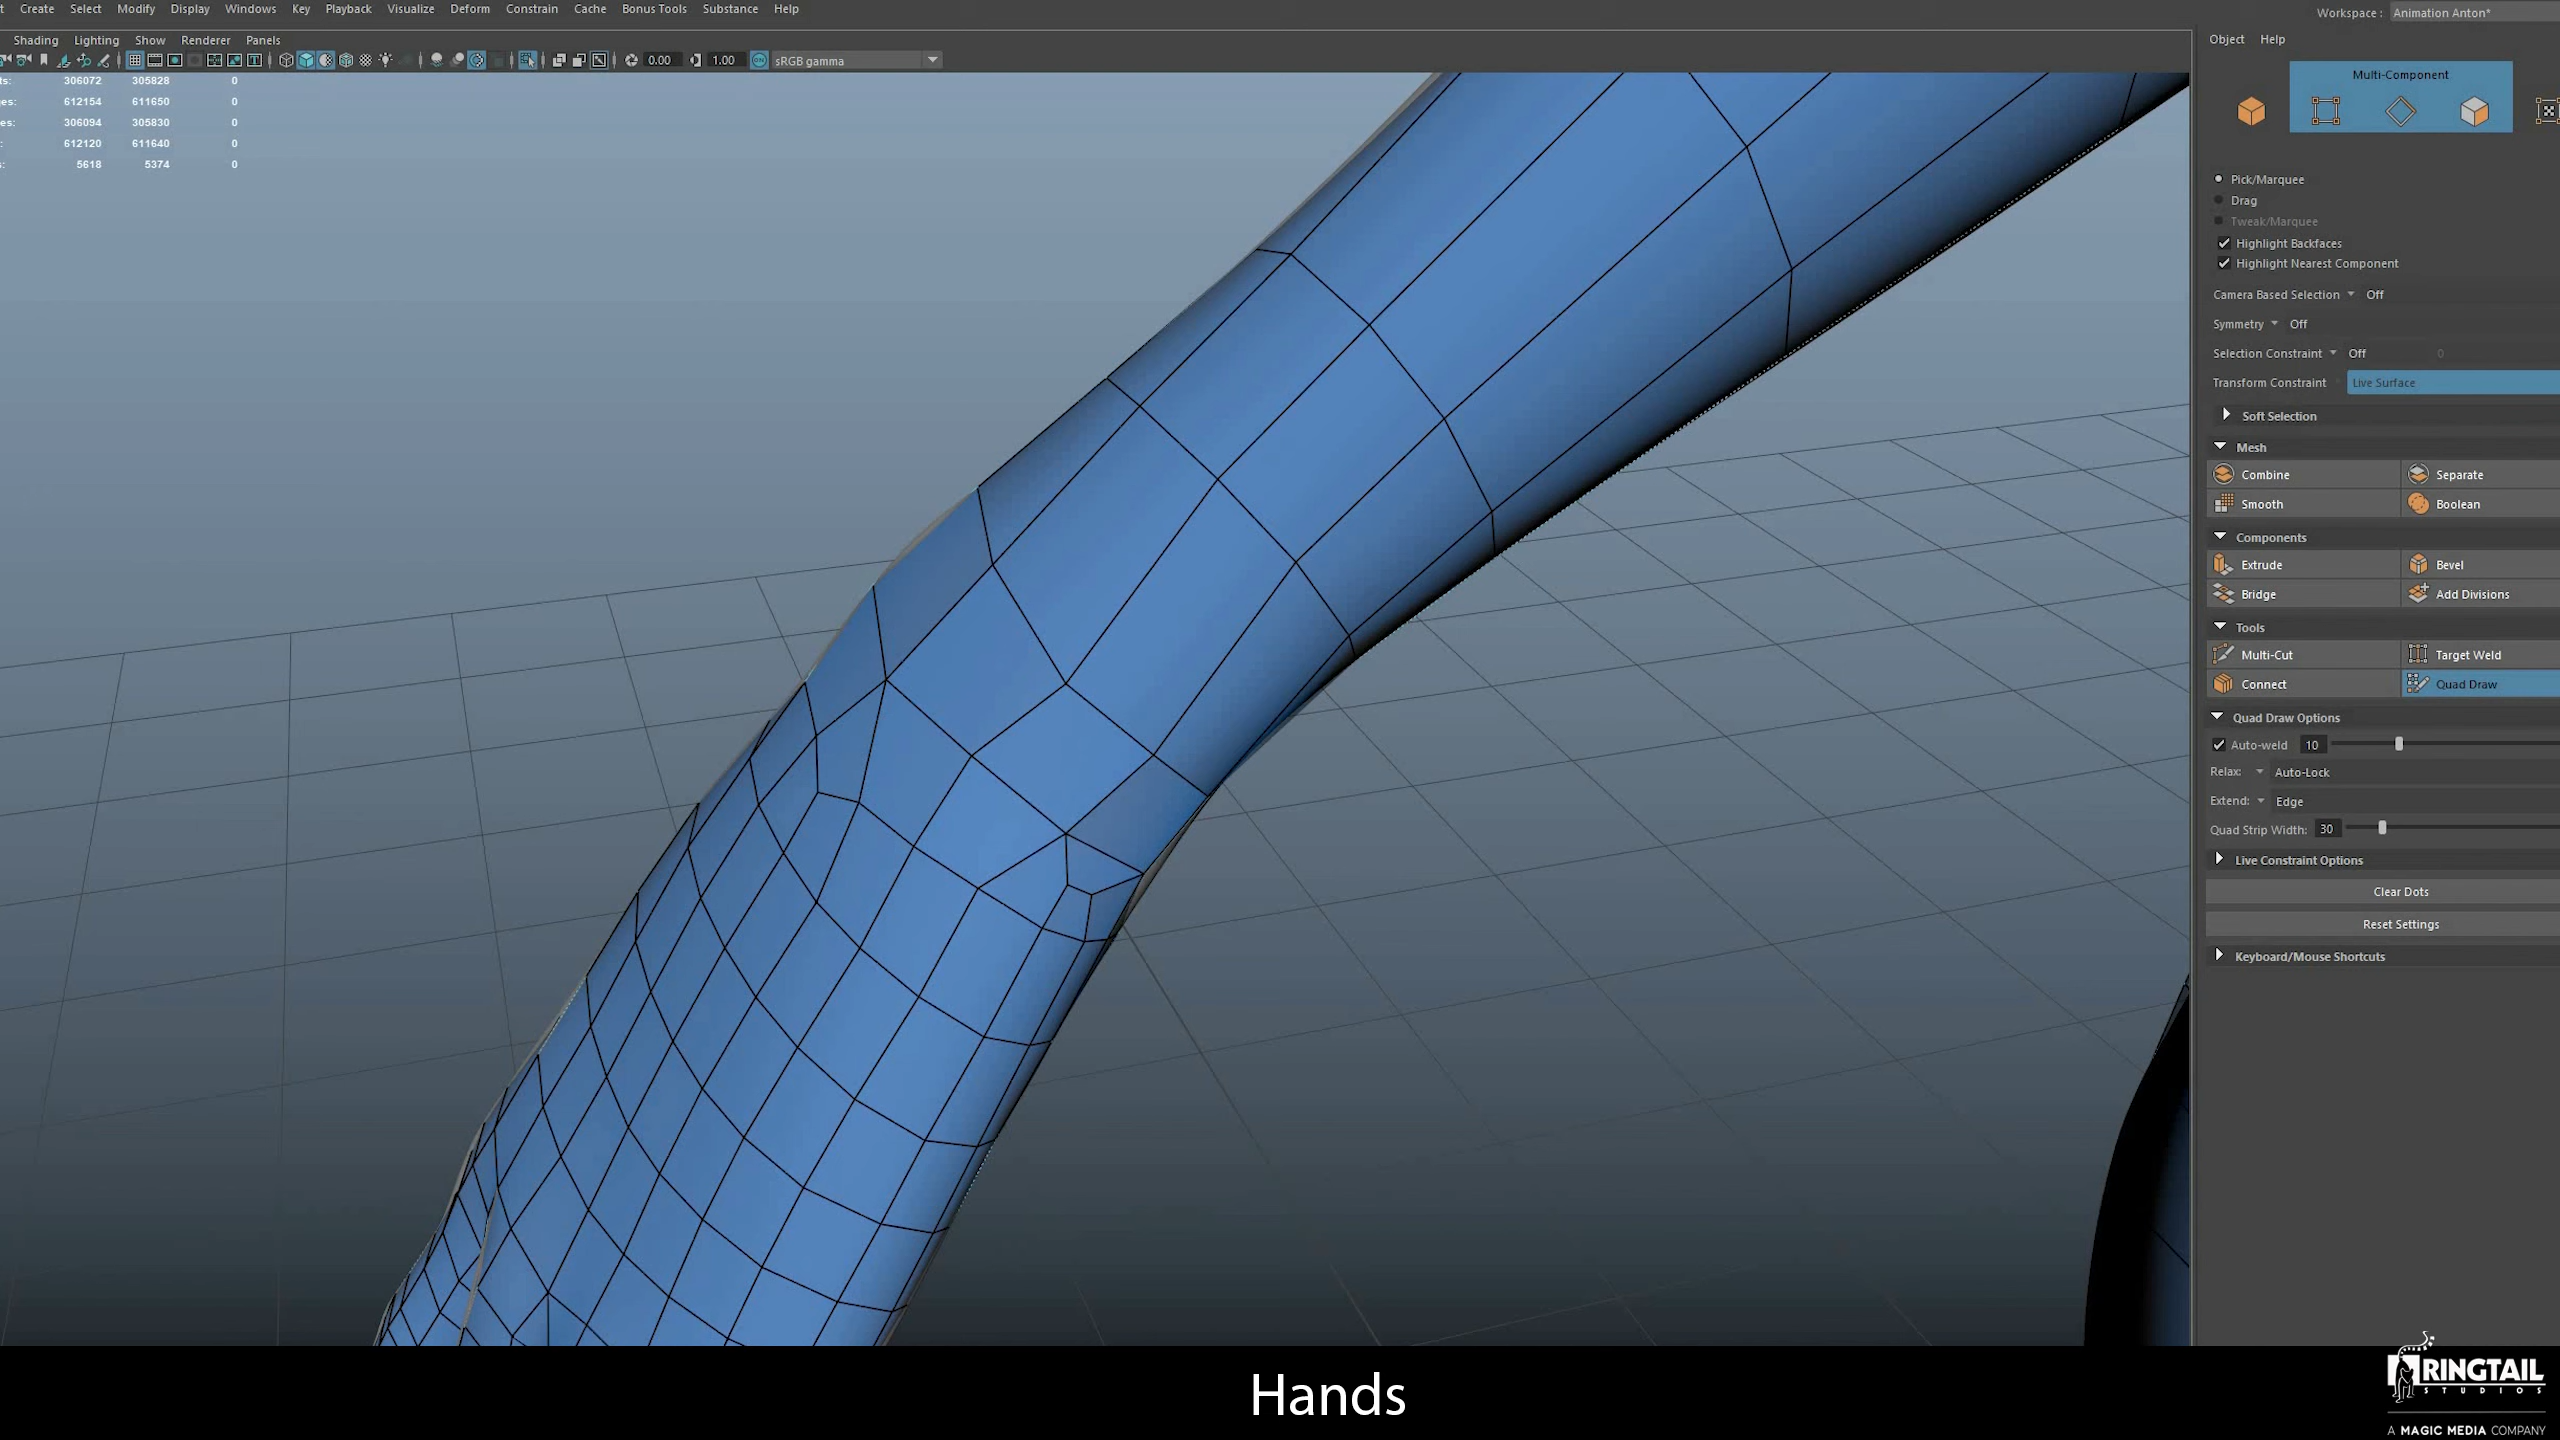 t Create Select Modify Display Windows Key Playback Visualize Deform Constrain Cache Bonus Tools Substance Help
Workspace : Animation Anton*
Shading Lighting Show Renderer Panels
Object Help
0.00 1.00 sRGB gamma
ts: 306072 305828 0
es: 612154 611650 0
es: 306094 305830 0
: 612120 611640 0
s: 5618 5374 0
Multi-Component
Pick/Marquee
Drag
Tweak/Marquee
Highlight Backfaces
Highlight Nearest Component
Camera Based Selection Off
Symmetry Off
Selection Constraint Off 0
Transform Constraint Live Surface
Soft Selection
Mesh
Combine Separate
Smooth Boolean
Components
Extrude Bevel
Bridge Add Divisions
Tools
Multi-Cut Target Weld
Connect Quad Draw
Quad Draw Options
Auto-weld 10
Relax: Auto-Lock
Extend: Edge
Quad Strip Width: 30
Live Constraint Options
Clear Dots
Reset Settings
Keyboard/Mouse Shortcuts
Hands
RINGTAIL
STUDIOS
A MAGIC MEDIA COMPANY